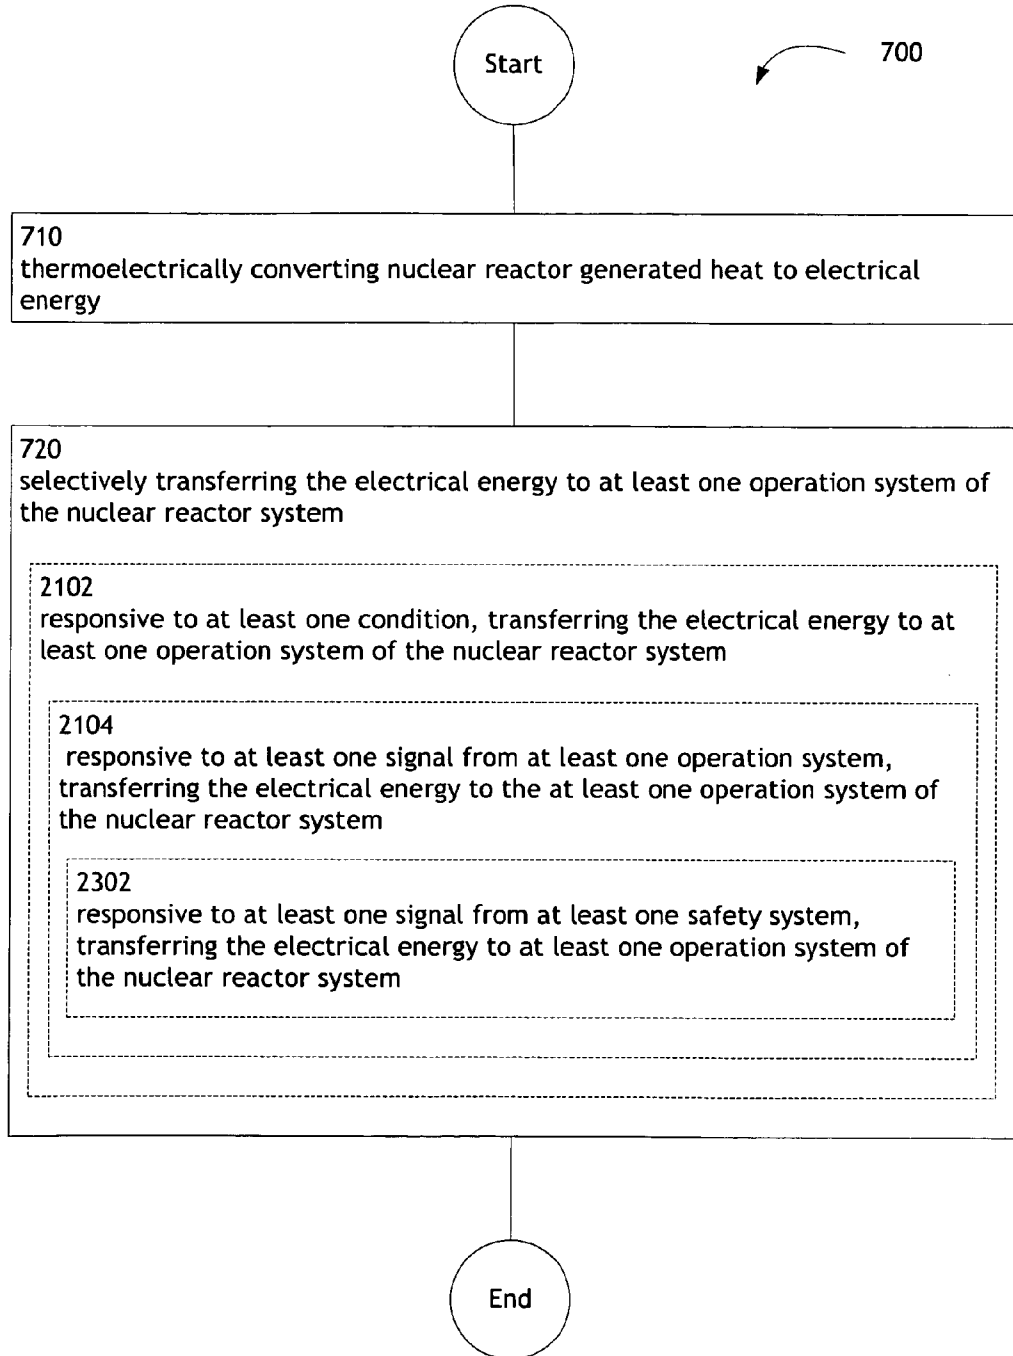 Start
700
710
thermoelectrically converting nuclear reactor generated heat to electrical
energy
720
selectively transferring the electrical energy to at least one operation system of
the nuclear reactor system
2102
responsive to at least one condition, transferring the electrical energy to at
least one operation system of the nuclear reactor system
2104
responsive to at least one signal from at least one operation system,
transferring the electrical energy to the at least one operation system of
the nuclear reactor system
2302
responsive to at least one signal from at least one safety system,
transferring the electrical energy to at least one operation system of
the nuclear reactor system
End